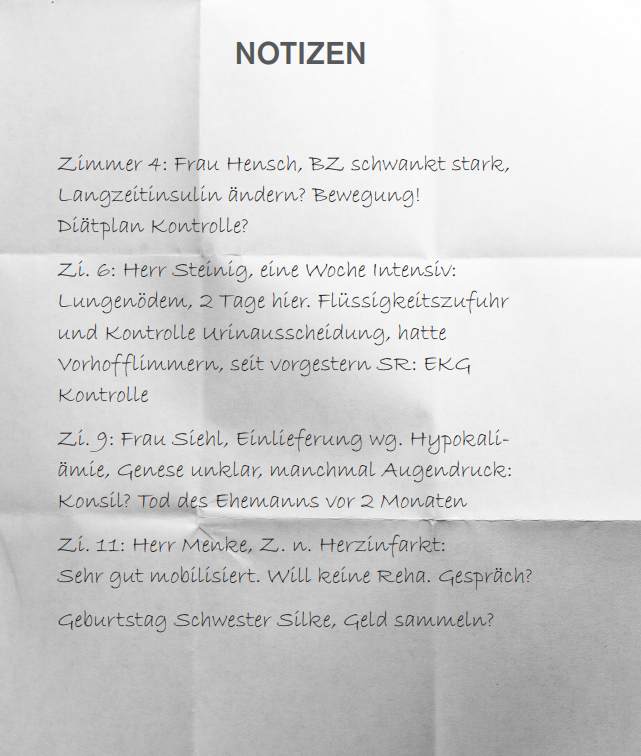 NOTIZEN
Zimmer 4: Frau Hensch, BZ schwankt stark,
Langzeitinsulin ändern? Bewegung!
Diätplan Kontrolle?
Zi. 6: Herr Steinig, eine Woche Intensiv:
Lungenödem, 2 Tage hier. Flüssigkeitszufuhr
und Kontrolle Urinausscheidung, hatte
Vorhofflimmern, seit vorgestern SR: EKG
Kontrolle
Zi. 9: Frau Siehl, Einlieferung wg. Hypokali-
ämie, Genese unklar, manchmal Augendruck:
Konsil? Tod des Ehemanns vor 2 Monaten
Zi. 11: Herr Menke, Z. n. Herzinfarkt:
Sehr gut mobilisiert. Will keine Reha. Gespräch?
Geburtstag Schwester Silke, Geld sammeln?